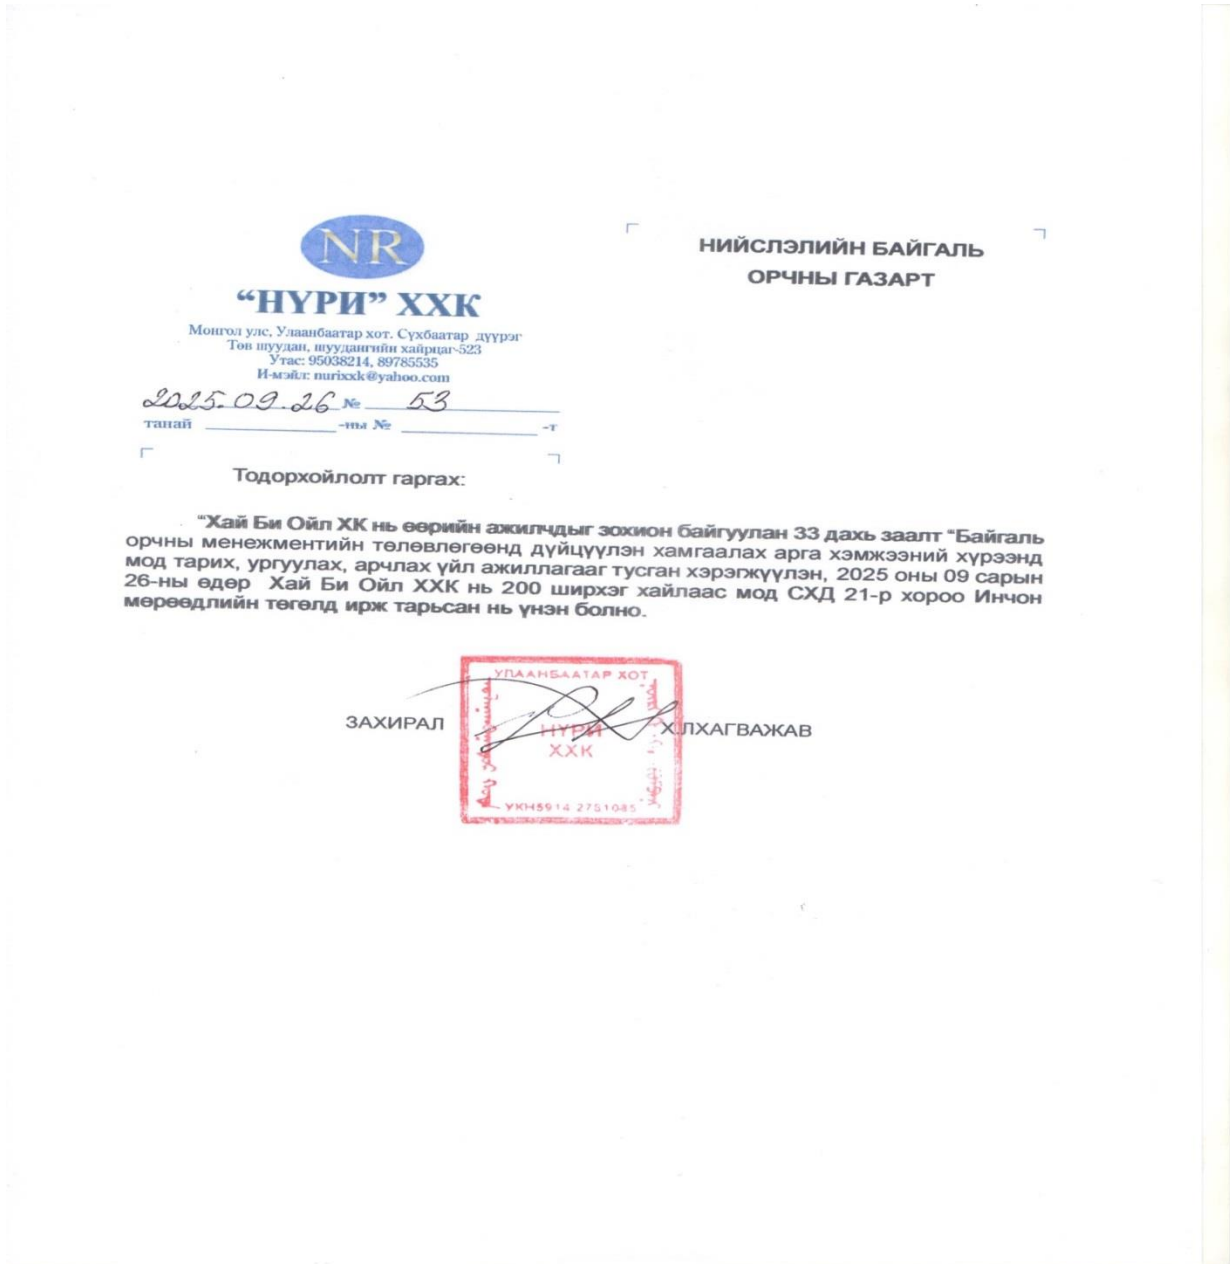 NR
НИЙСЛЭЛИЙН БАЙГАЛЬ
ОРЧНЫ ГАЗАРТ
“НҮРИ” ХХК
Монгол улс, Улаанбаатар хот. Сүхбаатар дүүрэг
Төв шуудан, шуудангийн хайрцаг-523
Утас: 95038214, 89785535
И-мэйл: nurixxk@yahoo.com
2025.09.26 № 53
танай ____________ -ны № ____________ -т
Тодорхойлолт гаргах:
“Хай Би Ойл ХК нь өөрийн ажилчдыг зохион байгуулан 33 дахь заалт “Байгаль
орчны менежментийн төлөвлөгөөнд дүйцүүлэн хамгаалах арга хэмжээний хүрээнд
мод тарих, ургуулах, арчлах үйл ажиллагааг тусган хэрэгжүүлэн, 2025 оны 09 сарын
26-ны өдөр Хай Би Ойл ХХК нь 200 ширхэг хайлаас мод СХД 21-р хороо Инчон
мөрөөдлийн төгөлд ирж тарьсан нь үнэн болно.
УЛААНБААТАР ХОТ
ЗАХИРАЛ Х.ЛХАГВАЖАВ
НҮРИ
ХХК